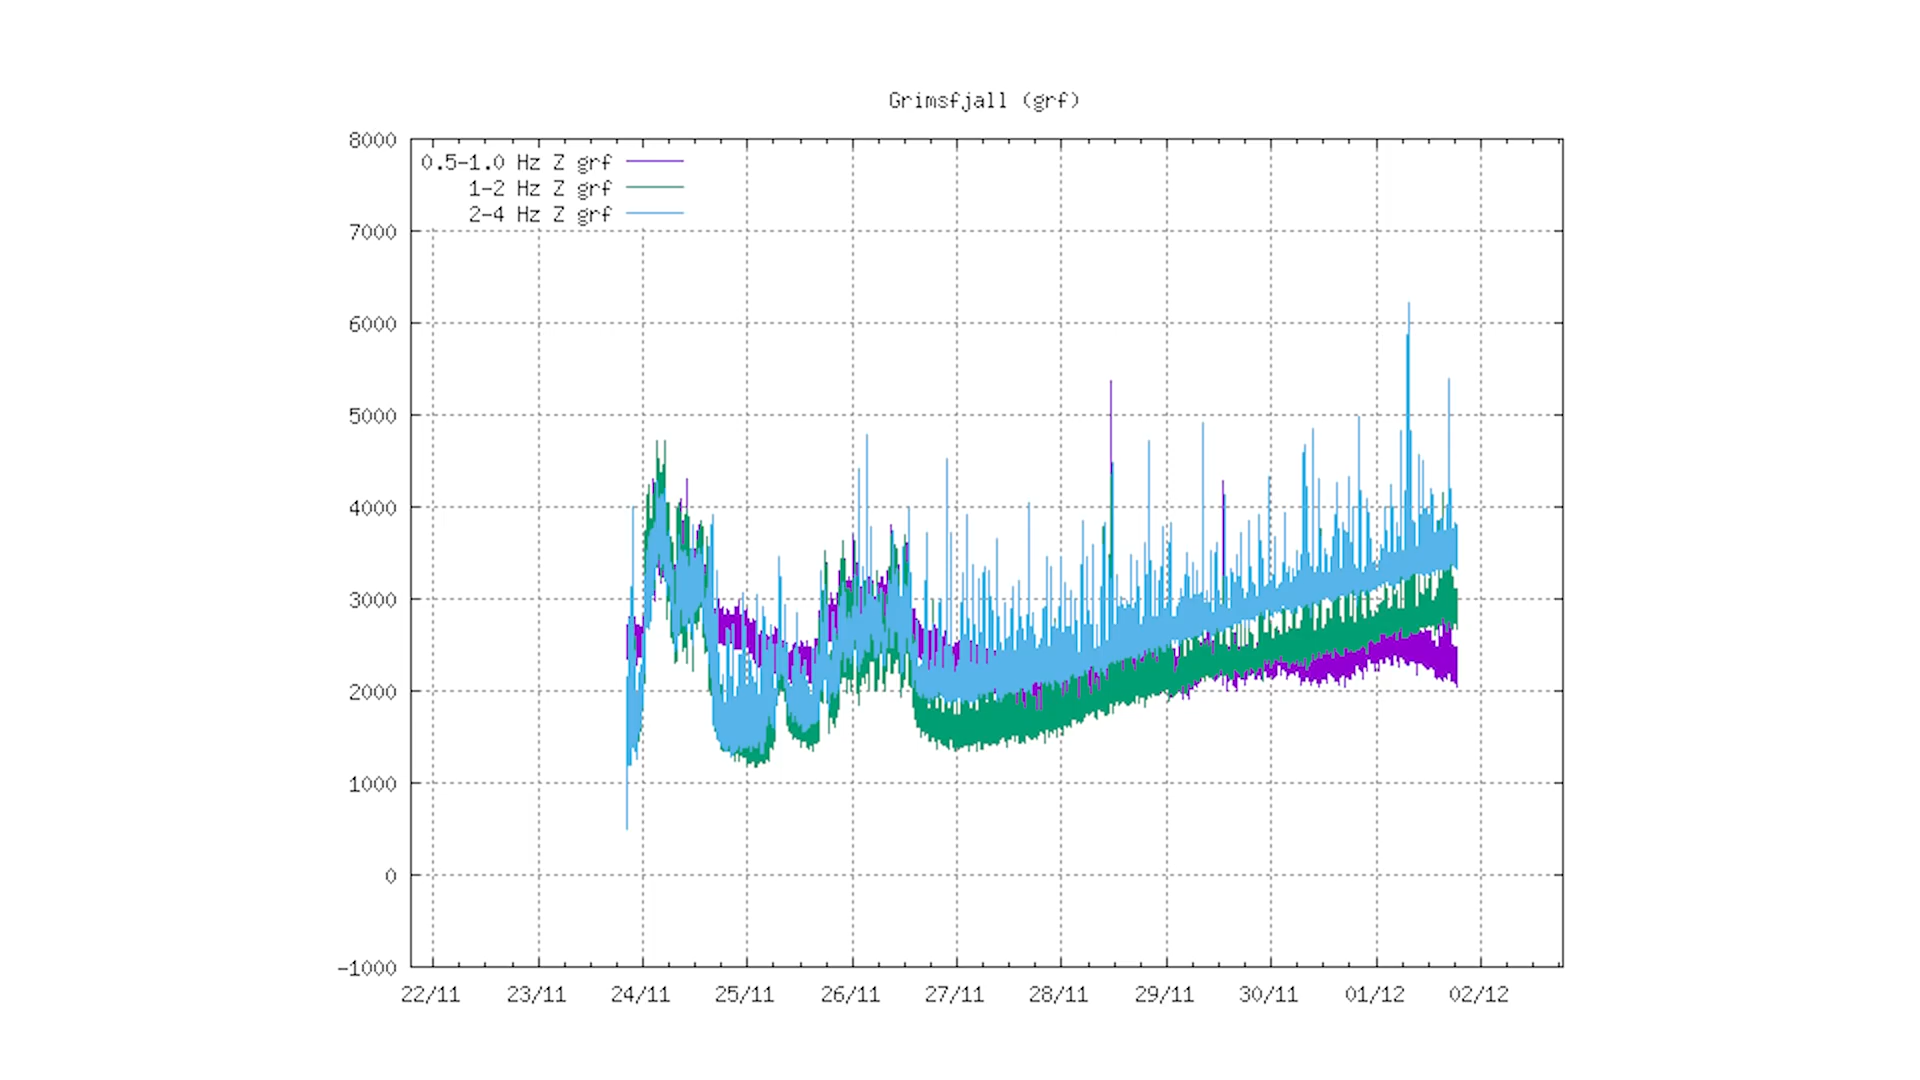 Grimsfjall (grf)
8000
0.5-1.0 Hz Z grf
1-2 Hz Z grf
2-4 Hz Z grf
7000
6000
5000
4000
3000
2000
1000
0
-1000
22/11 23/11 24/11 25/11 26/11 27/11 28/11 29/11 30/11 01/12 02/12